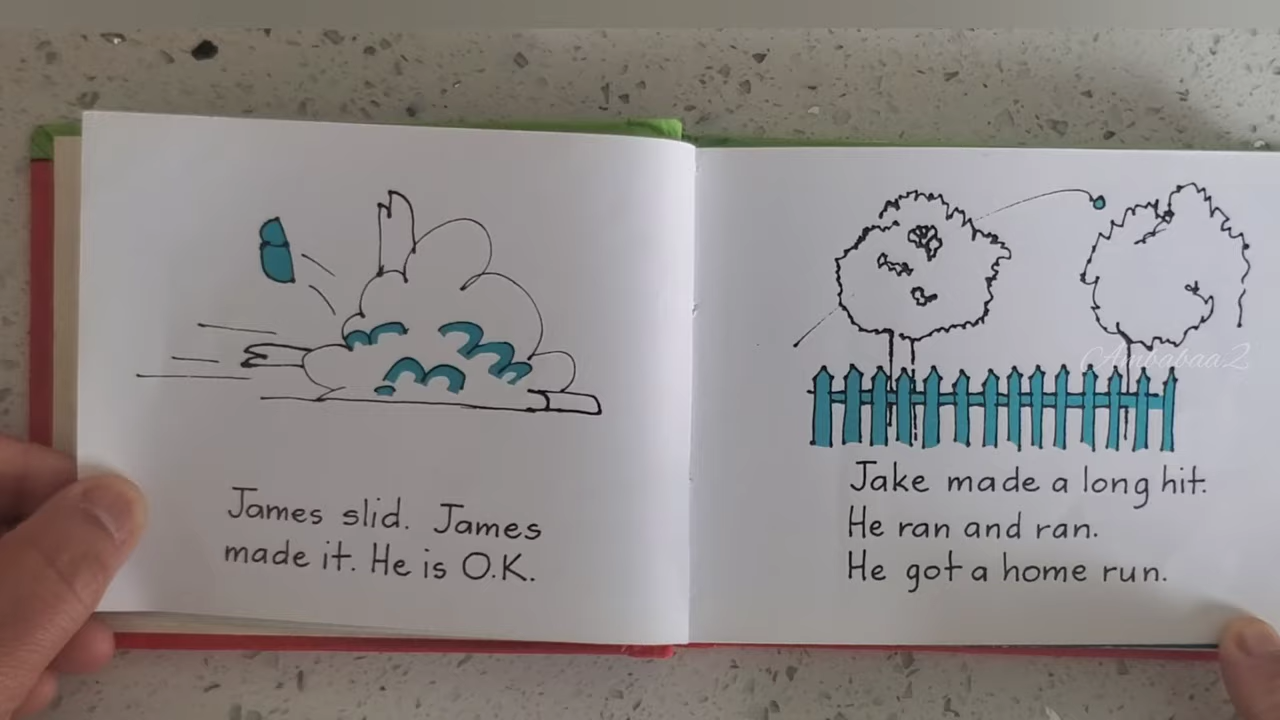 James slid. James
made it. He is O.K.
Ambabaa2
Jake made a long hit.
He ran and ran.
He got a home run.